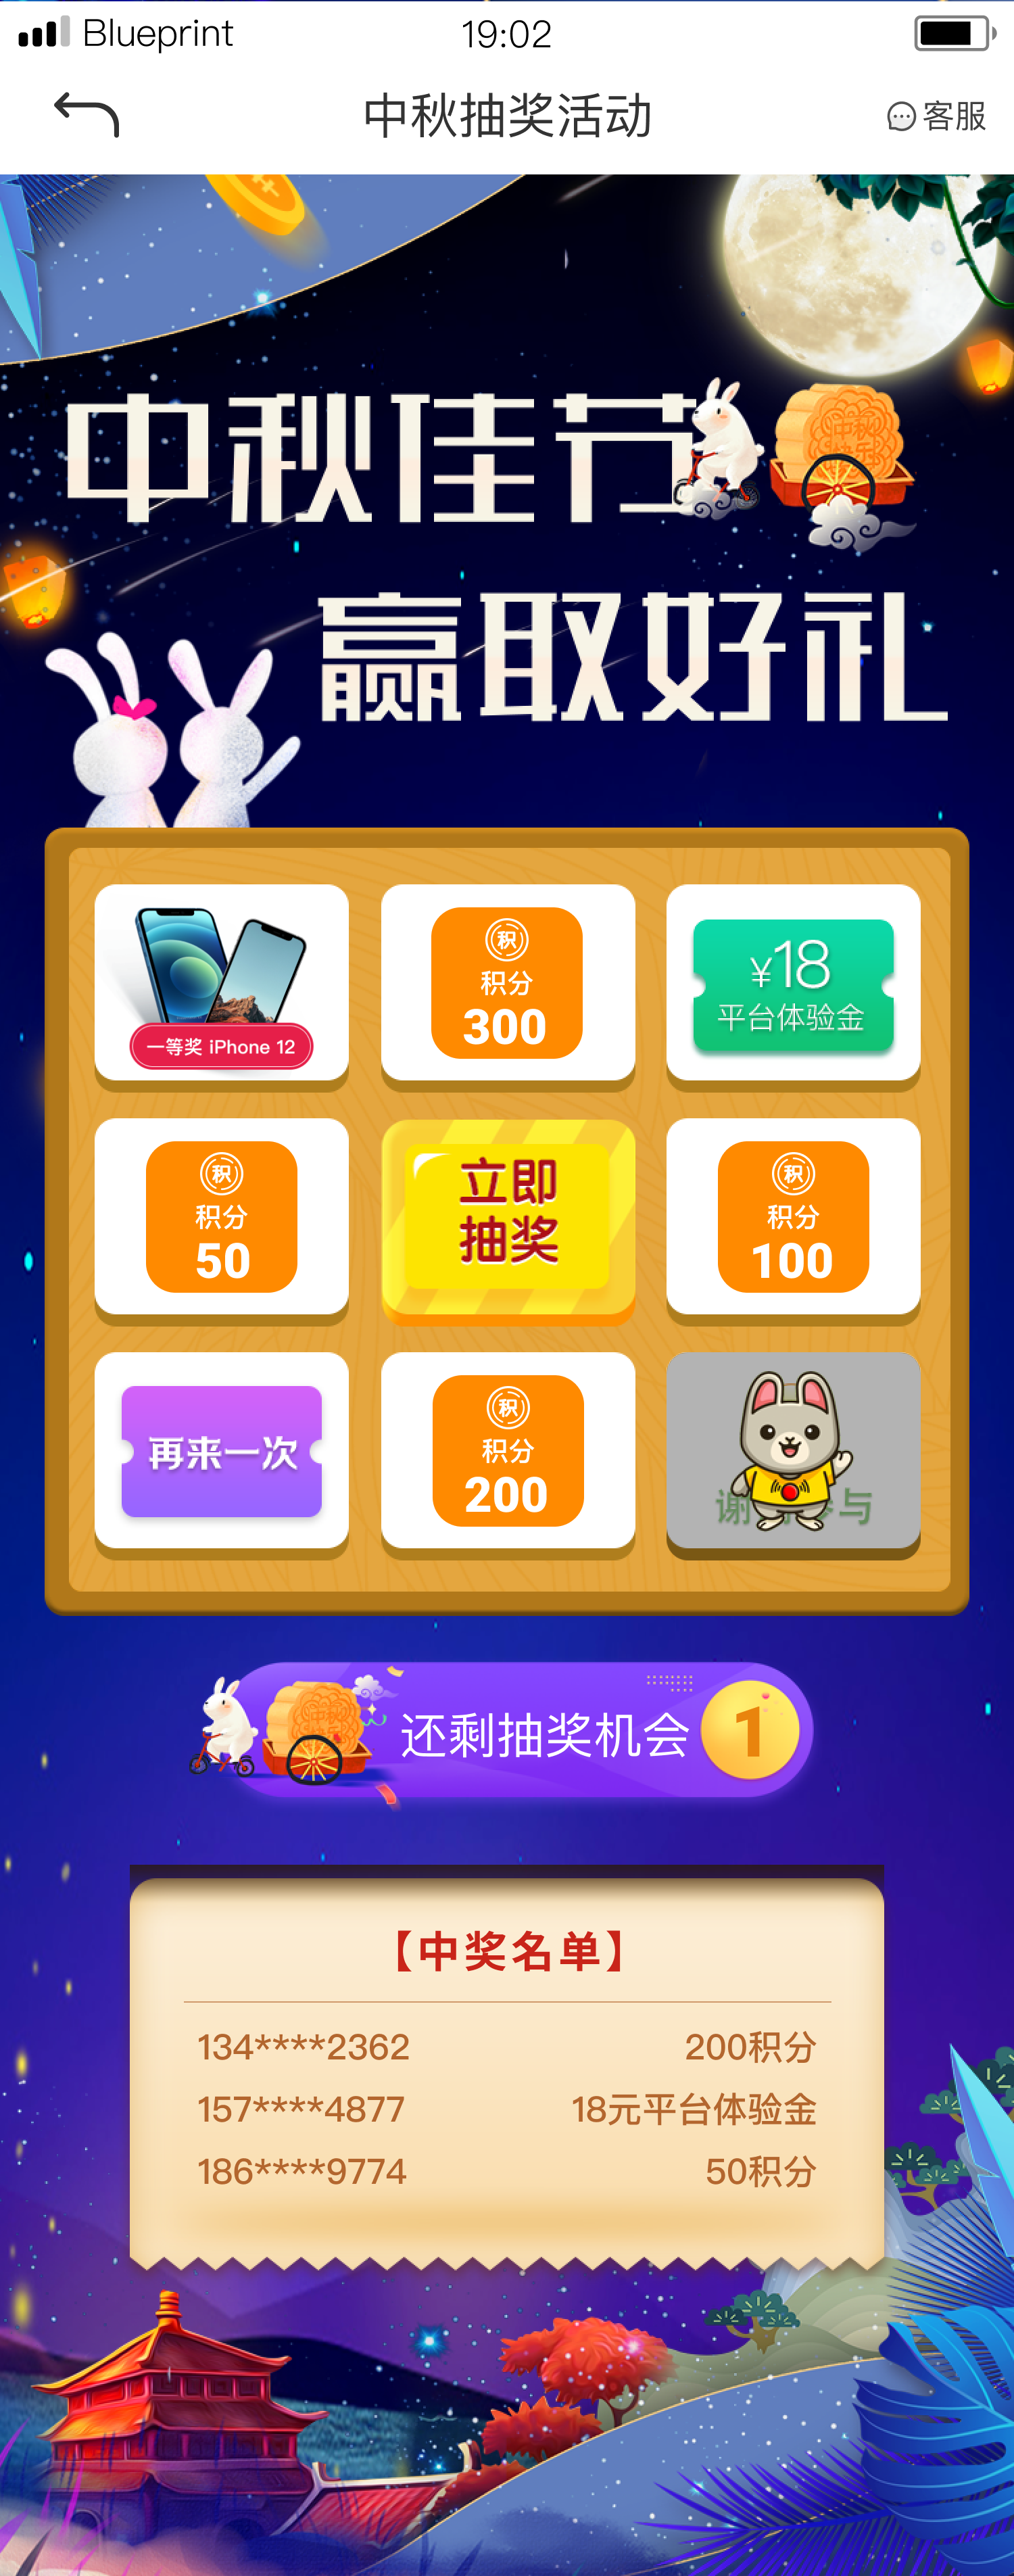 Blueprint 19:02
中秋抽奖活动 客服
中秋佳节
赢取好礼
一等奖 iPhone 12
积
积分
300
¥18
平台体验金
积
积分
50
立即
抽奖
积
积分
100
再来一次
积
积分
200
谢 参与
还剩抽奖机会 1
【中奖名单】
134****2362 200积分
157****4877 18元平台体验金
186****9774 50积分